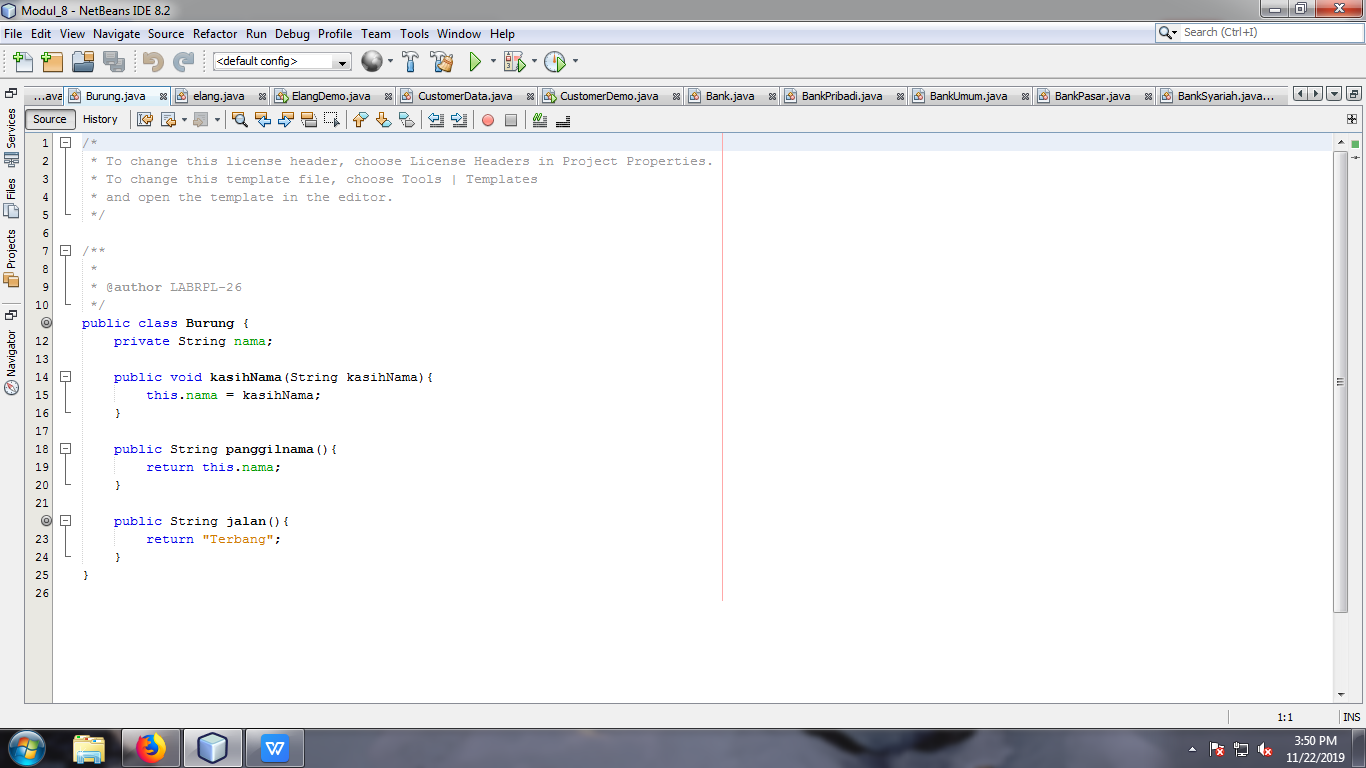 Modul_8 - NetBeans IDE 8.2
File Edit View Navigate Source Refactor Run Debug Profile Team Tools Window Help
Search (Ctrl+I)
<default config>
...ava Burung.java elang.java ElangDemo.java CustomerData.java CustomerDemo.java Bank.java BankPribadi.java BankUmum.java BankPasar.java BankSyariah.java...
Source History
Services
Files
Projects
Navigator
1 /*
2 * To change this license header, choose License Headers in Project Properties.
3 * To change this template file, choose Tools | Templates
4 * and open the template in the editor.
5 */
6
7 /**
8 *
9 * @author LABRPL-26
10 */
public class Burung {
12 private String nama;
13
14 public void kasihNama(String kasihNama){
15 this.nama = kasihNama;
16 }
17
18 public String panggilnama(){
19 return this.nama;
20 }
21
public String jalan(){
23 return "Terbang";
24 }
25 }
26
1:1 INS
3:50 PM
11/22/2019